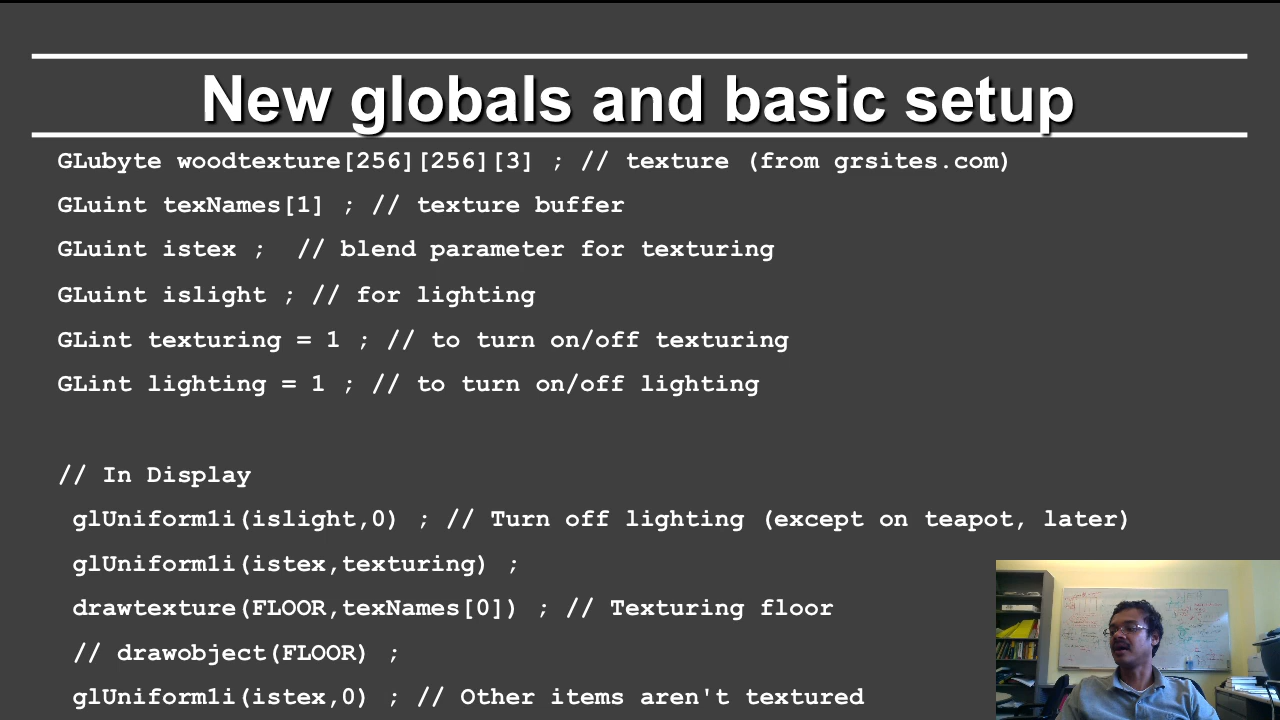 New globals and basic setup
GLubyte woodtexture[256][256][3] ; // texture (from grsites.com)
GLuint texNames[1] ; // texture buffer
GLuint istex ;  // blend parameter for texturing
GLuint islight ; // for lighting
GLint texturing = 1 ; // to turn on/off texturing
GLint lighting = 1 ; // to turn on/off lighting
// In Display
glUniform1i(islight,0) ; // Turn off lighting (except on teapot, later)
glUniform1i(istex,texturing) ;
drawtexture(FLOOR,texNames[0]) ; // Texturing floor
// drawobject(FLOOR) ;
glUniform1i(istex,0) ; // Other items aren't textured